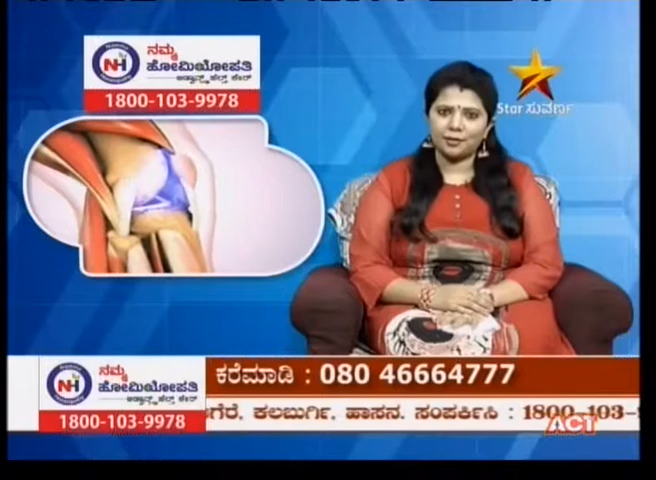 NH
ನಮ್ಮ
ಹೋಮಿಯೋಪತಿ
ಅಡ್ವಾನ್ಸ್ಡ್ ಹೆಲ್ತ್ ಕೇರ್
1800-103-9978
Star ಸುವರ್ಣ
NH
ನಮ್ಮ
ಹೋಮಿಯೋಪತಿ
ಅಡ್ವಾನ್ಸ್ಡ್ ಹೆಲ್ತ್ ಕೇರ್
1800-103-9978
ಕರೆಮಾಡಿ : 080 46664777
ಗೆರೆ, ಕಲಬುರ್ಗಿ, ಹಾಸನ. ಸಂಪರ್ಕಿಸಿ : 1800-103-
ACT